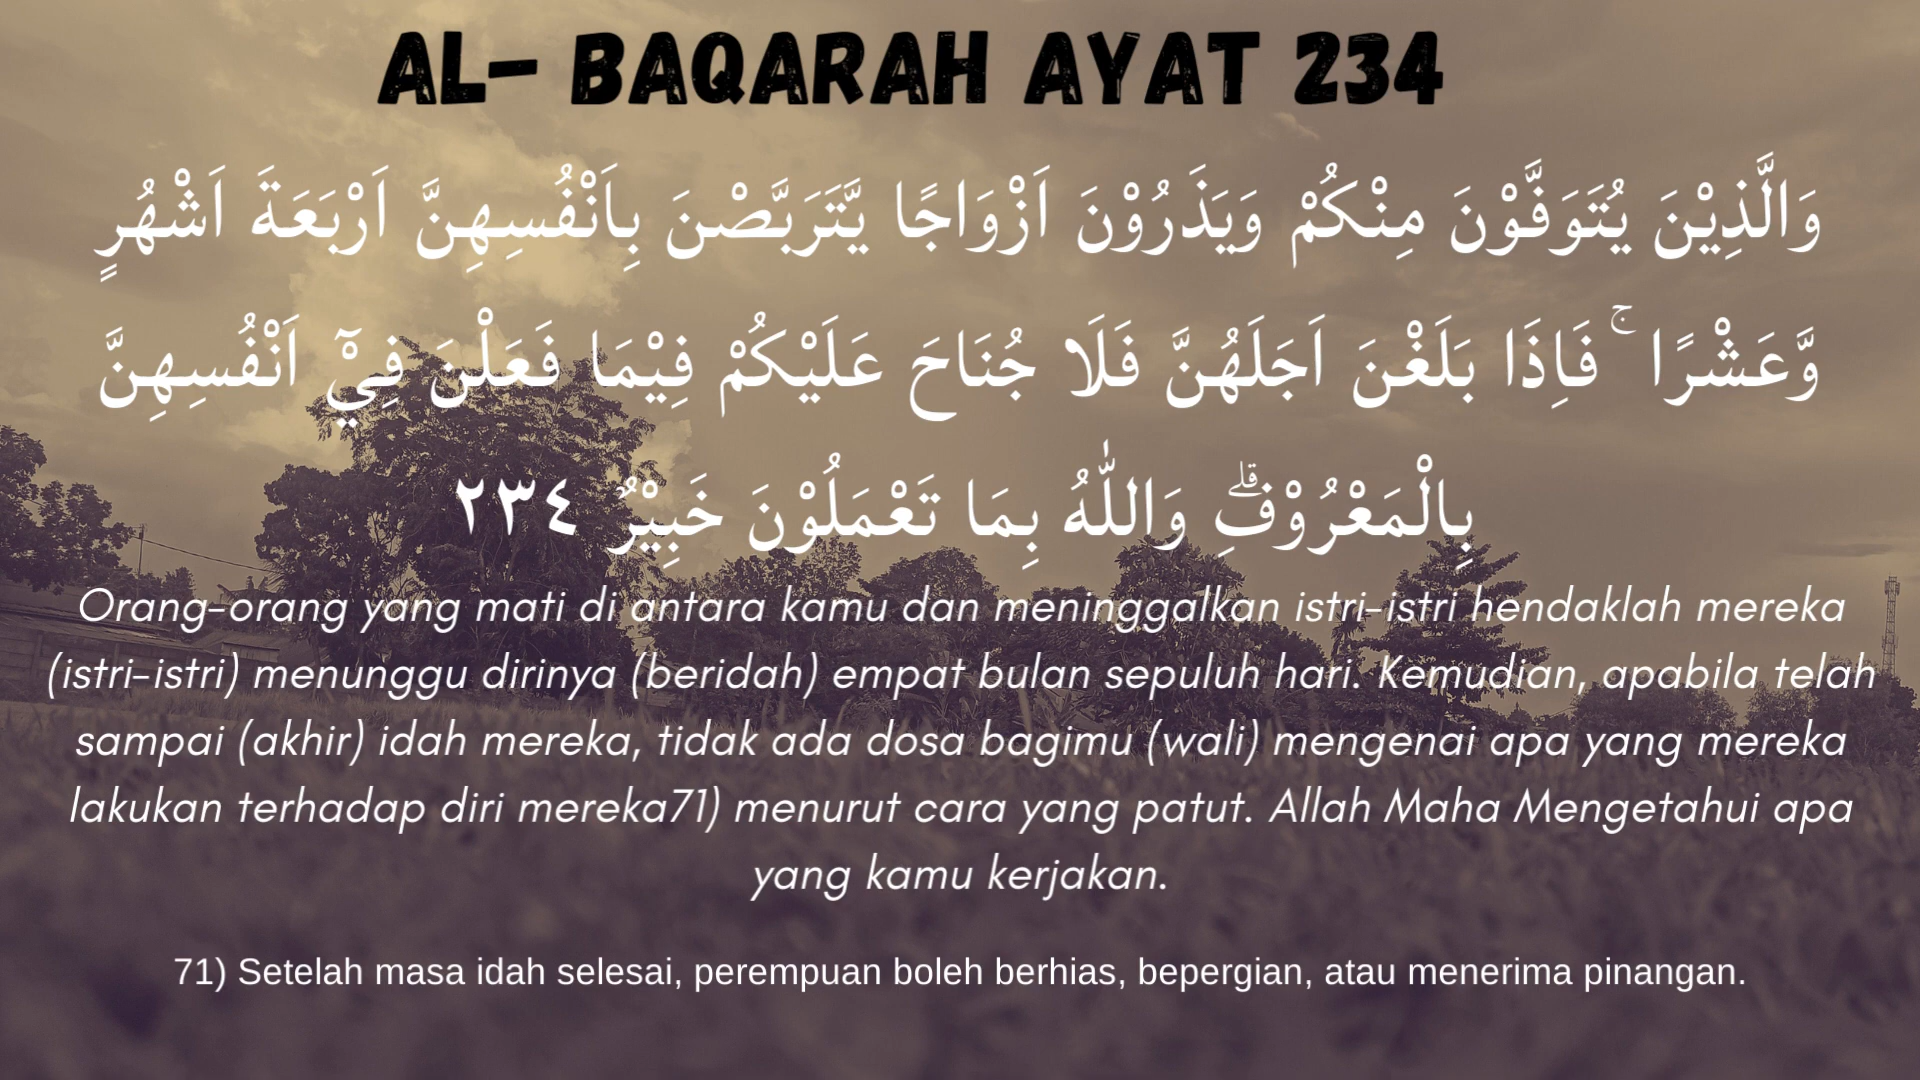 AL- BAQARAH AYAT 234
وَالَّذِيْنَ يُتَوَفَّوْنَ مِنْكُمْ وَيَذَرُوْنَ اَزْوَاجًا يَّتَرَبَّصْنَ بِاَنْفُسِهِنَّ اَرْبَعَةَ اَشْهُرٍ
وَّعَشْرًا ۚ فَاِذَا بَلَغْنَ اَجَلَهُنَّ فَلَا جُنَاحَ عَلَيْكُمْ فِيْمَا فَعَلْنَ فِيْٓ اَنْفُسِهِنَّ
بِالْمَعْرُوْفِۗ وَاللّٰهُ بِمَا تَعْمَلُوْنَ خَبِيْرٌ ٢٣٤
Orang-orang yang mati di antara kamu dan meninggalkan istri-istri hendaklah mereka
(istri-istri) menunggu dirinya (beridah) empat bulan sepuluh hari. Kemudian, apabila telah
sampai (akhir) idah mereka, tidak ada dosa bagimu (wali) mengenai apa yang mereka
lakukan terhadap diri mereka71) menurut cara yang patut. Allah Maha Mengetahui apa
yang kamu kerjakan.
71) Setelah masa idah selesai, perempuan boleh berhias, bepergian, atau menerima pinangan.